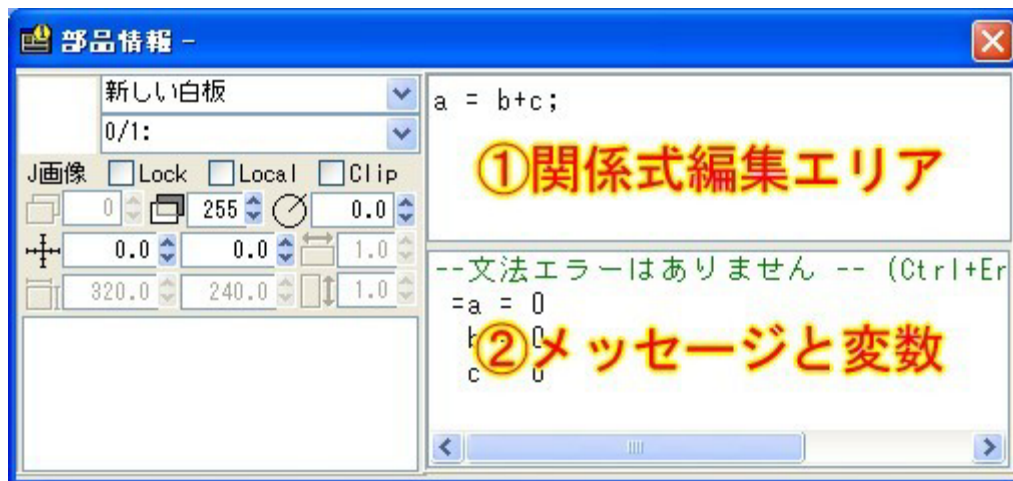 部品情報 -
新しい白板
0/1:
J画像 Lock Local Clip
0 255 0.0
0.0 0.0 1.0
320.0 240.0 1.0
a = b+c;
①関係式編集エリア
--文法エラーはありません -- (Ctrl+Er
=a = 0
b 0
②メッセージと変数
c 0